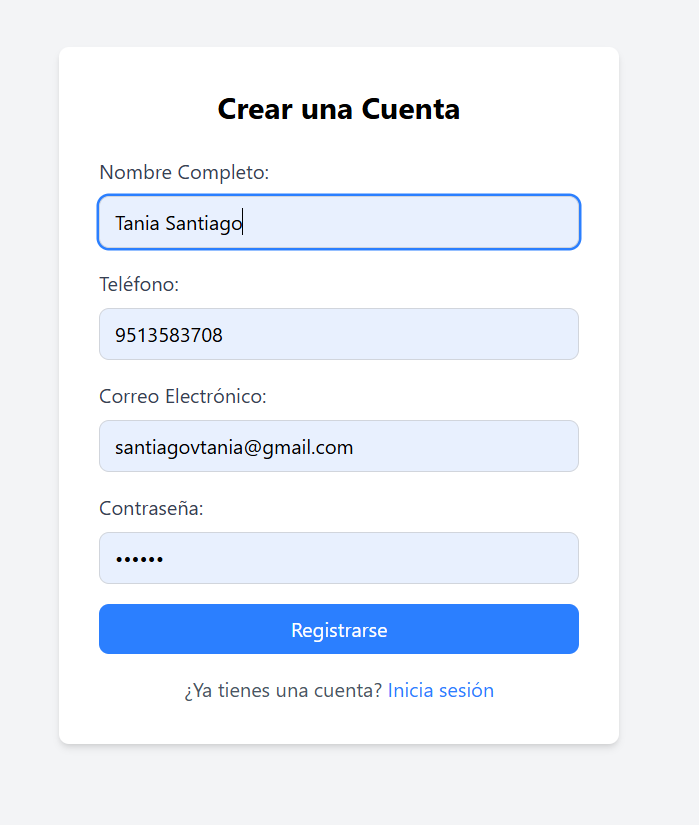 Crear una Cuenta
Nombre Completo:
Tania Santiago
Teléfono:
9513583708
Correo Electrónico:
santiagovtania@gmail.com
Contraseña:
••••••
Registrarse
¿Ya tienes una cuenta? Inicia sesión